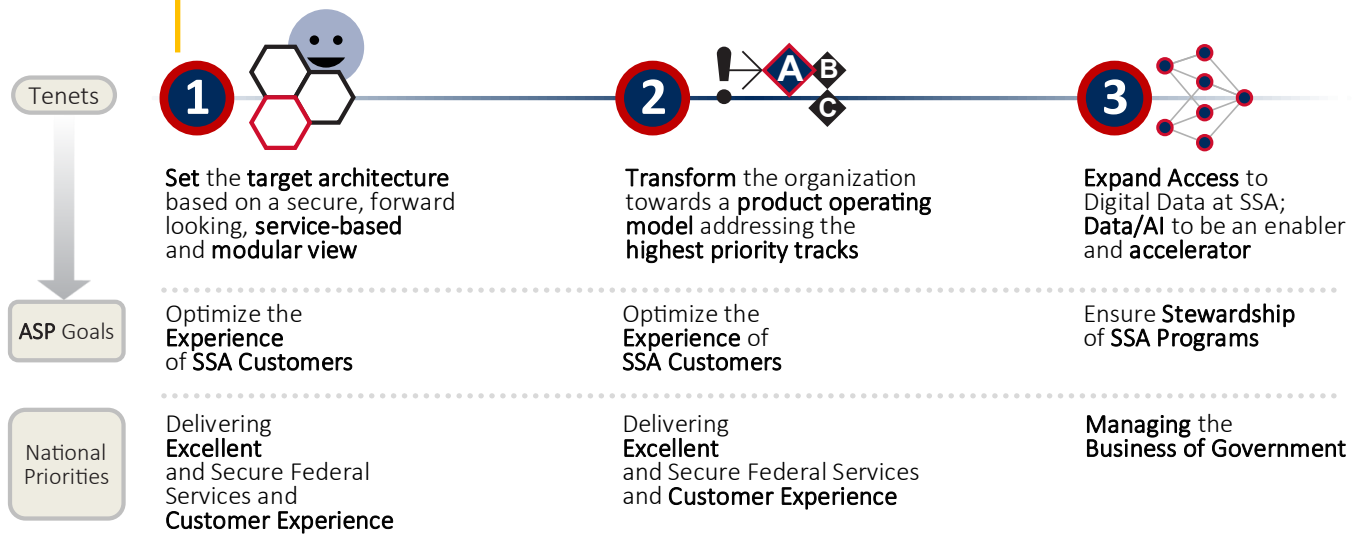 Tenets
1
2
!
A
B
C
3
Set the target architecture
based on a secure, forward
looking, service-based
and modular view
Transform the organization
towards a product operating
model addressing the
highest priority tracks
Expand Access to
Digital Data at SSA;
Data/AI to be an enabler
and accelerator
ASP Goals
Optimize the
Experience
of SSA Customers
Optimize the
Experience of
SSA Customers
Ensure Stewardship
of SSA Programs
National
Priorities
Delivering
Excellent
and Secure Federal
Services and
Customer Experience
Delivering
Excellent
and Secure Federal Services
and Customer Experience
Managing the
Business of Government